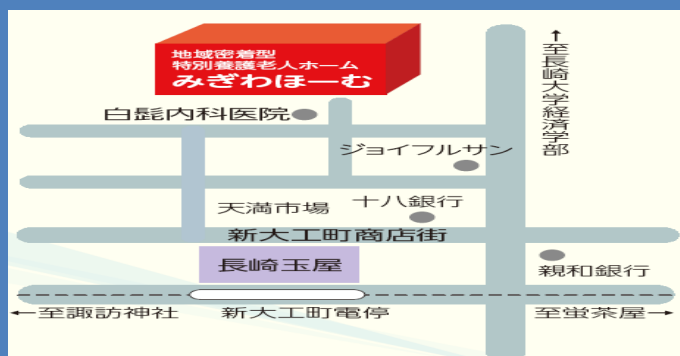 地域密着型
特別養護老人ホーム
みぎわほーむ
↑至長崎大学経済学部
白髭内科医院
ジョイフルサン
天満市場
十八銀行
新大工町商店街
長崎玉屋
親和銀行
←至諏訪神社
新大工町電停
至蛍茶屋→